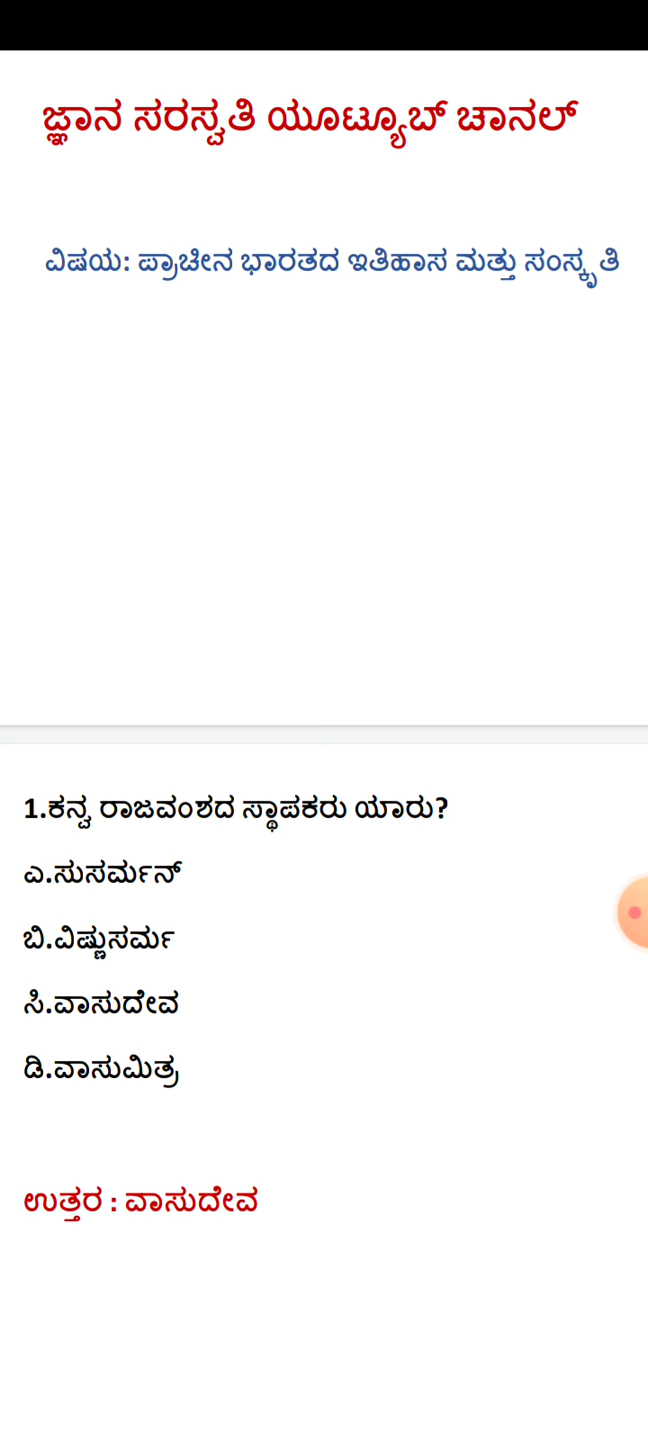 ಜ್ಞಾನ ಸರಸ್ವತಿ ಯೂಟ್ಯೂಬ್ ಚಾನಲ್
ವಿಷಯ: ಪ್ರಾಚೀನ ಭಾರತದ ಇತಿಹಾಸ ಮತ್ತು ಸಂಸ್ಕೃತಿ
1.ಕನ್ವ ರಾಜವಂಶದ ಸ್ಥಾಪಕರು ಯಾರು?
ಎ.ಸುಸರ್ಮನ್
ಬಿ.ವಿಷ್ಣುಸರ್ಮ
ಸಿ.ವಾಸುದೇವ
ಡಿ.ವಾಸುಮಿತ್ರ
ಉತ್ತರ : ವಾಸುದೇವ